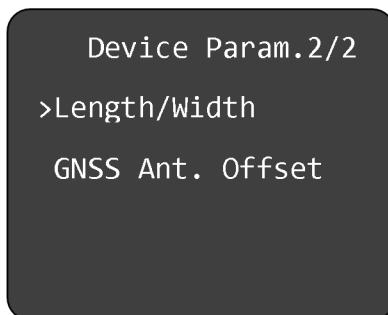 Device Param.2/2
>Length/Width
GNSS Ant. Offset